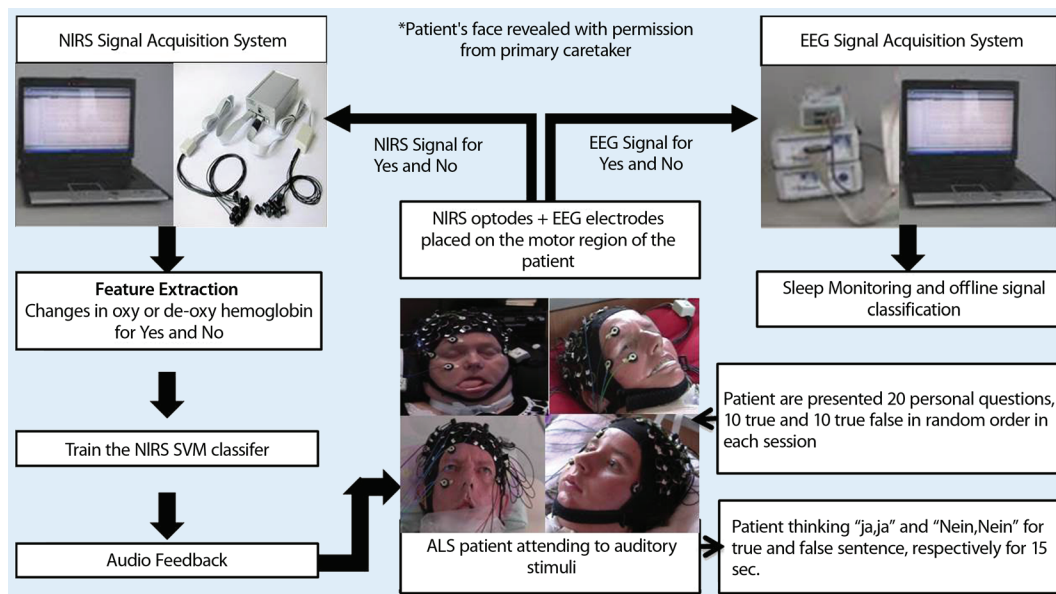 NIRS Signal Acquisition System
*Patient's face revealed with permission
from primary caretaker
EEG Signal Acquisition System
NIRS Signal for
Yes and No
EEG Signal for
Yes and No
NIRS optodes + EEG electrodes
placed on the motor region of the
patient
Feature Extraction
Changes in oxy or de-oxy hemoglobin
for Yes and No
Sleep Monitoring and offline signal
classification
Train the NIRS SVM classifer
Patient are presented 20 personal questions,
10 true and 10 true false in random order in
each session
Audio Feedback
ALS patient attending to auditory
stimuli
Patient thinking “ja,ja” and “Nein,Nein” for
true and false sentence, respectively for 15
sec.